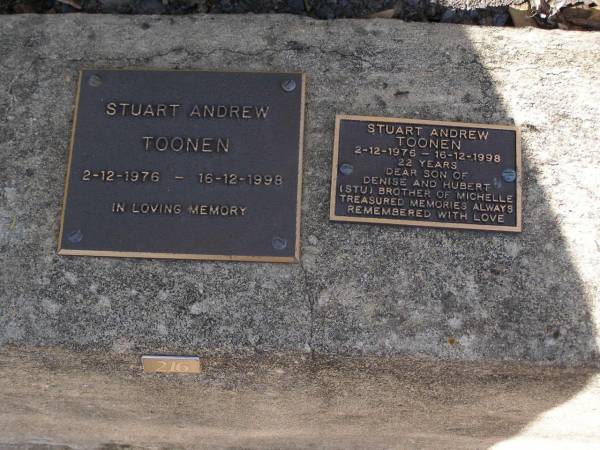 STUART ANDREW
TOONEN
2-12-1976 - 16-12-1998
IN LOVING MEMORY
STUART ANDREW
TOONEN
2-12-1976 - 16-12-1998
22 YEARS
DEAR SON OF
DENISE AND HUBERT
(STU) BROTHER OF MICHELLE
TREASURED MEMORIES ALWAYS
REMEMBERED WITH LOVE
216